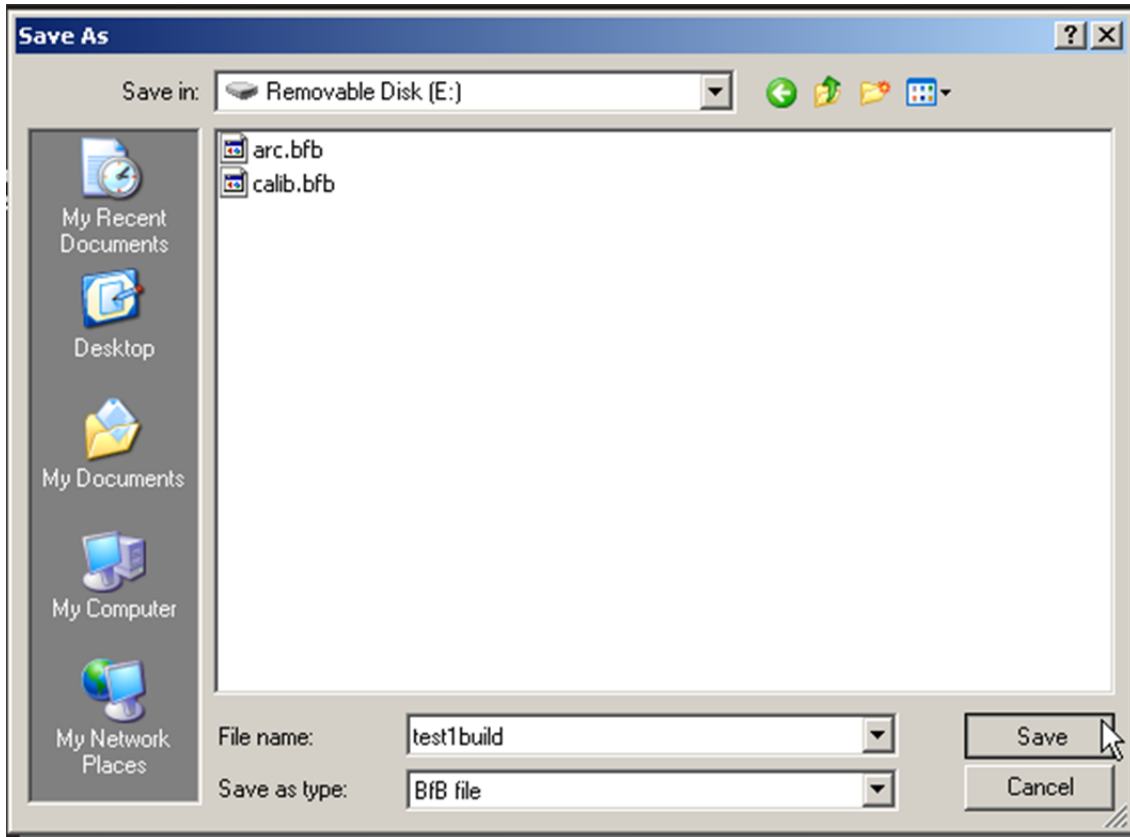 Save As
Save in:
Removable Disk (E:)
arc.bfb
calib.bfb
My Recent
Documents
Desktop
My Documents
My Computer
My Network
Places
File name:
test1build
Save
Save as type:
BfB file
Cancel